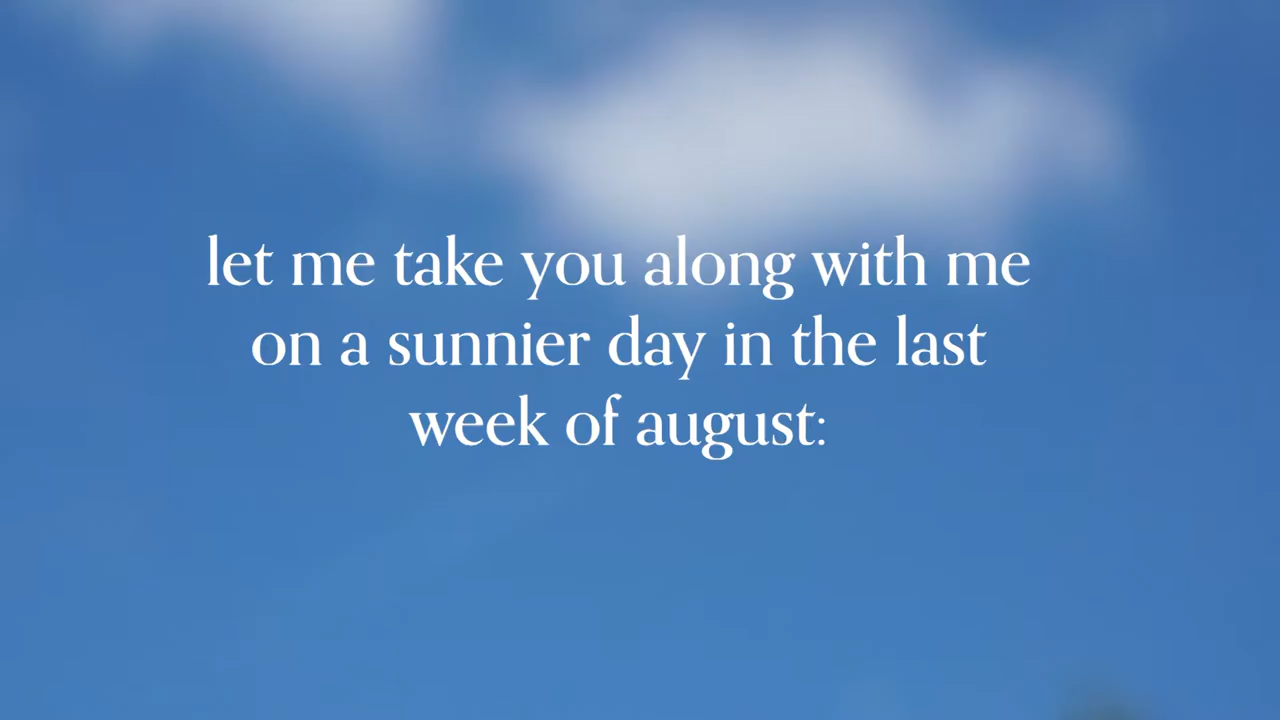 let me take you along with me
on a sunnier day in the last
week of august: